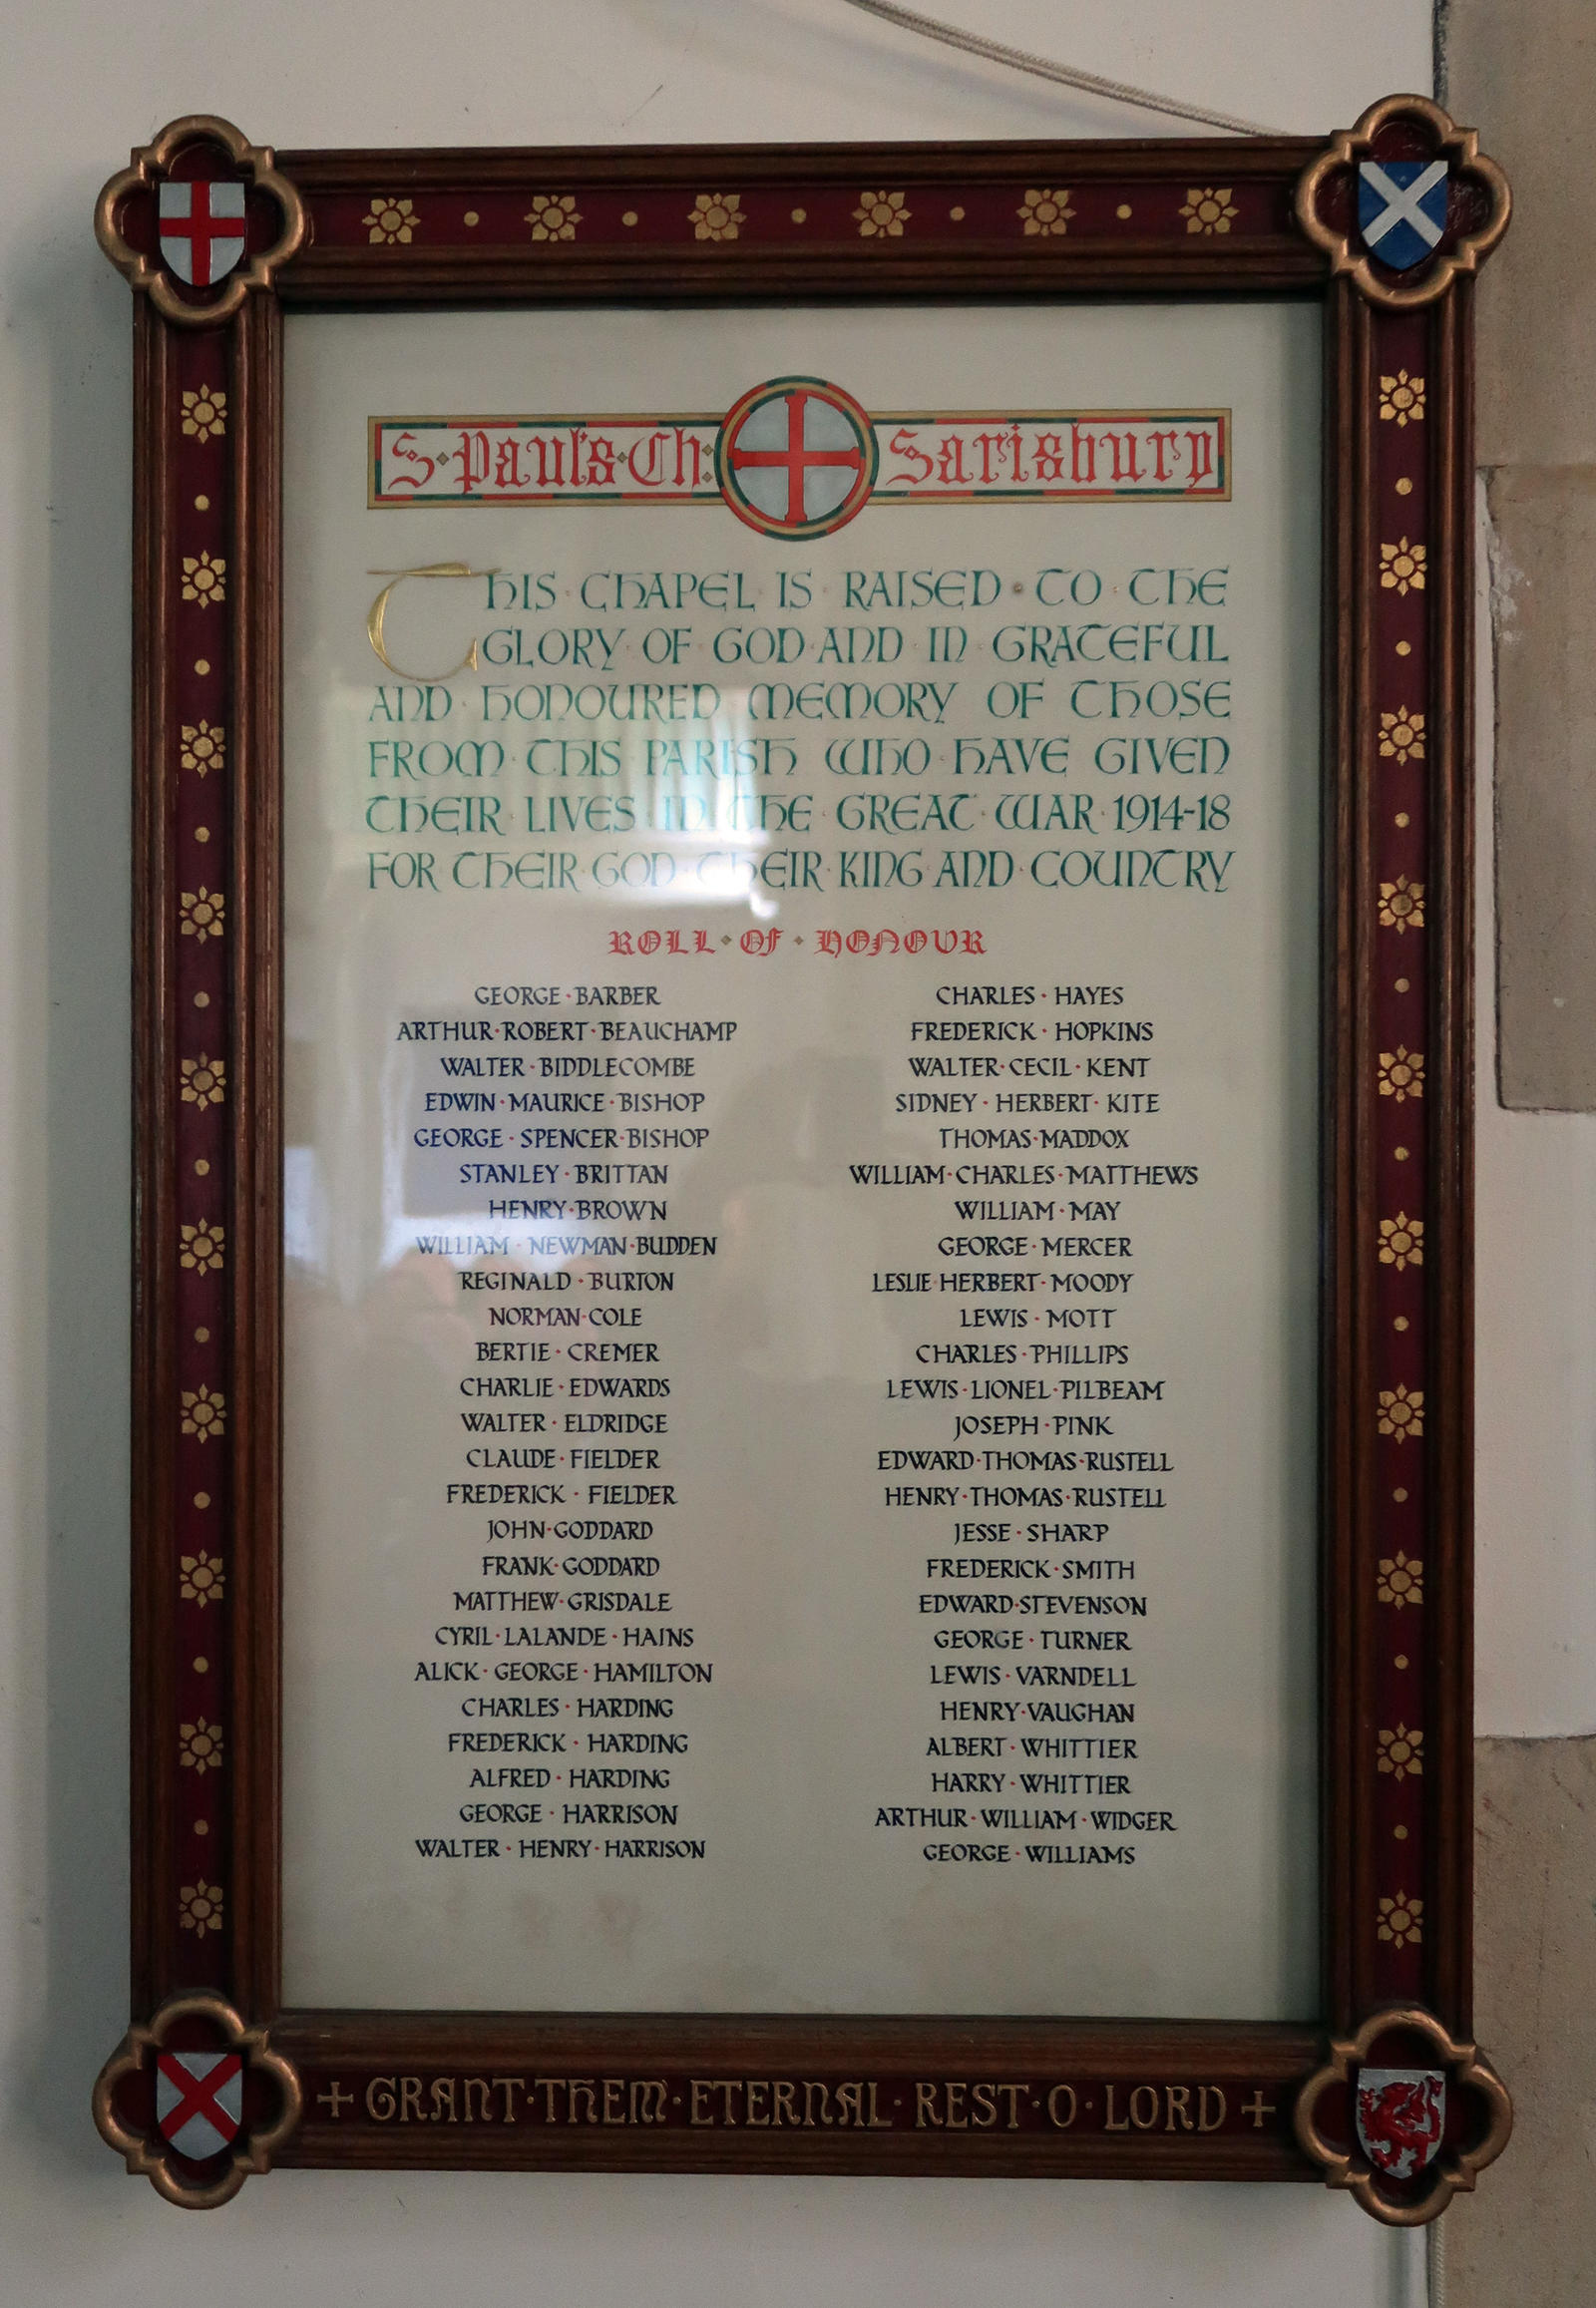 S·Paul's·Ch: Sarisbury
THIS·CHAPEL IS RAISED·TO·THE
GLORY·OF·GOD·AND·IN·GRATEFUL
AND·HONOURED MEMORY OF THOSE
FROM·THIS PARISH WHO·HAVE GIVEN
THEIR·LIVES IN THE GREAT·WAR·1914-18
FOR THEIR·GOD THEIR·KING AND·COUNTRY
ROLL·OF·HONOUR
GEORGE·BARBER
ARTHUR·ROBERT·BEAUCHAMP
WALTER·BIDDLECOMBE
EDWIN·MAURICE·BISHOP
GEORGE·SPENCER·BISHOP
STANLEY·BRITTAN
HENRY·BROWN
WILLIAM·NEWMAN·BUDDEN
REGINALD·BURTON
NORMAN·COLE
BERTIE·CREMER
CHARLIE·EDWARDS
WALTER·ELDRIDGE
CLAUDE·FIELDER
FREDERICK·FIELDER
JOHN·GODDARD
FRANK·GODDARD
MATTHEW·GRISDALE
CYRIL·LALANDE·HAINS
ALICK·GEORGE·HAMILTON
CHARLES·HARDING
FREDERICK·HARDING
ALFRED·HARDING
GEORGE·HARRISON
WALTER·HENRY·HARRISON
CHARLES·HAYES
FREDERICK·HOPKINS
WALTER·CECIL·KENT
SIDNEY·HERBERT·KITE
THOMAS·MADDOX
WILLIAM·CHARLES·MATTHEWS
WILLIAM·MAY
GEORGE·MERCER
LESLIE·HERBERT·MOODY
LEWIS·MOTT
CHARLES·PHILLIPS
LEWIS·LIONEL·PILBEAM
JOSEPH·PINK
EDWARD·THOMAS·RUSTELL
HENRY·THOMAS·RUSTELL
JESSE·SHARP
FREDERICK·SMITH
EDWARD·STEVENSON
GEORGE·TURNER
LEWIS·VARNDELL
HENRY·VAUGHAN
ALBERT·WHITTIER
HARRY·WHITTIER
ARTHUR·WILLIAM·WIDGER
GEORGE·WILLIAMS
+GRANT·THEM·ETERNAL·REST·O·LORD+